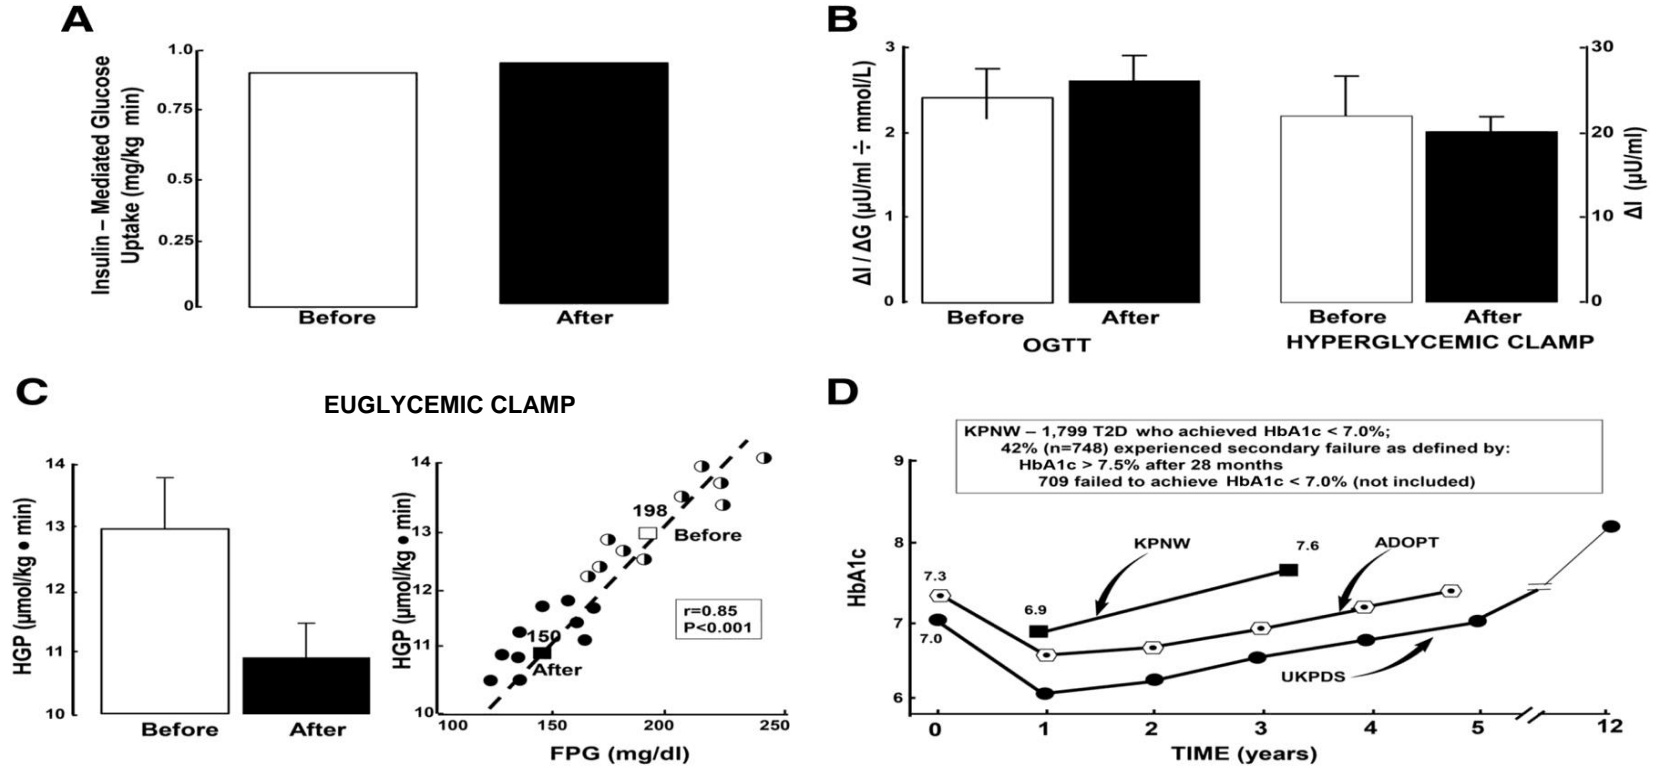 A
Insulin – Mediated Glucose
Uptake (mg/kg min)
1.0
0.75
0.5
0.25
0
Before
After
B
ΔI / ΔG (μU/ml ÷ mmol/L)
3
2
1
0
30
20
10
0
ΔI (μU/ml)
Before
After
Before
After
OGTT
HYPERGLYCEMIC CLAMP
C
EUGLYCEMIC CLAMP
HGP (μmol/kg • min)
14
13
12
11
10
Before
After
HGP (μmol/kg • min)
14
13
12
11
10
198
Before
150
After
r=0.85
P<0.001
100
150
200
250
FPG (mg/dl)
D
KPNW – 1,799 T2D who achieved HbA1c < 7.0%;
42% (n=748) experienced secondary failure as defined by:
HbA1c > 7.5% after 28 months
709 failed to achieve HbA1c < 7.0% (not included)
HbA1c
9
8
7
6
7.3
7.0
6.9
KPNW
7.6
ADOPT
UKPDS
0
1
2
3
4
5
12
TIME (years)